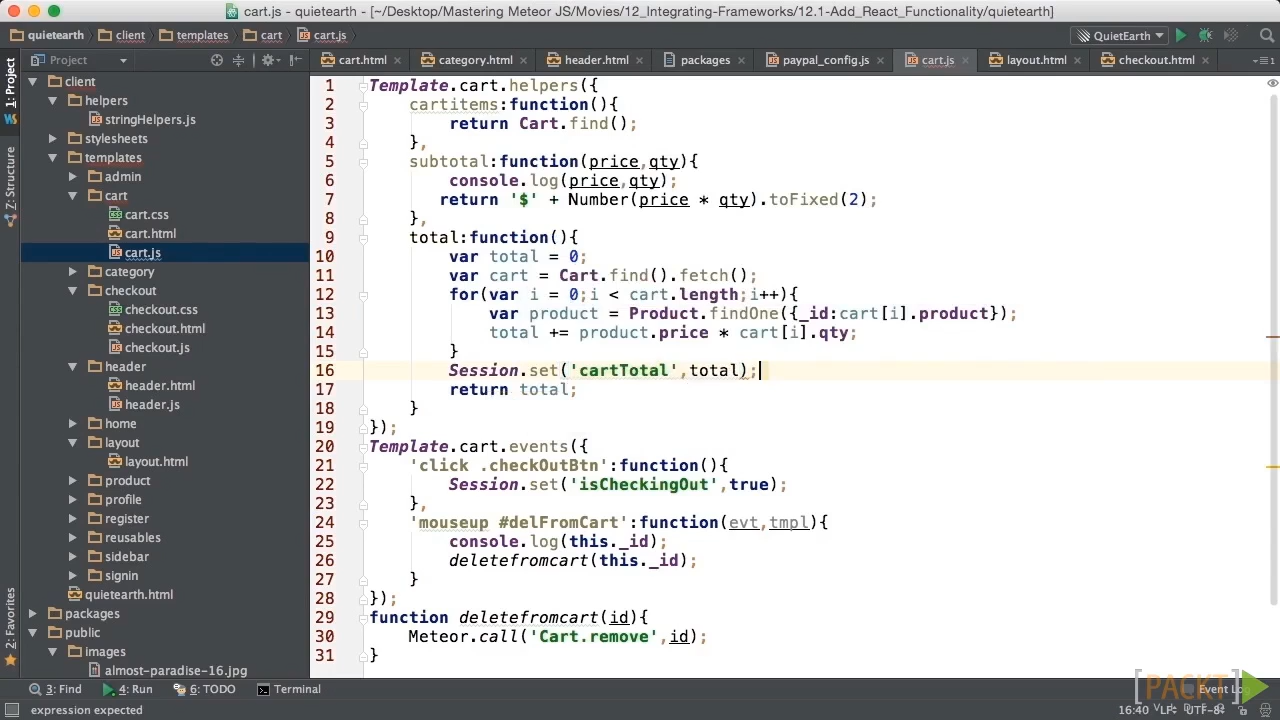 cart.js - quietearth - [~/Desktop/Mastering Meteor JS/Movies/12_Integrating-Frameworks/12.1-Add_React_Functionality/quietearth]
quietearth client templates cart cart.js QuietEarth
Project cart.html category.html header.html packages paypal_config.js cart.js layout.html checkout.html
1: Project
Z: Structure
2: Favorites
client
helpers
stringHelpers.js
stylesheets
templates
admin
cart
cart.css
cart.html
cart.js
category
checkout
checkout.css
checkout.html
checkout.js
header
header.html
header.js
home
layout
layout.html
product
profile
register
reusables
sidebar
signin
quietearth.html
packages
public
images
almost-paradise-16.jpg
1 Template.cart.helpers({
2 cartitems:function(){
3 return Cart.find();
4 },
5 subtotal:function(price,qty){
6 console.log(price,qty);
7 return '$' + Number(price * qty).toFixed(2);
8 },
9 total:function(){
10 var total = 0;
11 var cart = Cart.find().fetch();
12 for(var i = 0;i < cart.length;i++){
13 var product = Product.findOne({_id:cart[i].product});
14 total += product.price * cart[i].qty;
15 }
16 Session.set('cartTotal',total);
17 return total;
18 }
19 });
20 Template.cart.events({
21 'click .checkOutBtn':function(){
22 Session.set('isCheckingOut',true);
23 },
24 'mouseup #delFromCart':function(evt,tmpl){
25 console.log(this._id);
26 deletefromcart(this._id);
27 }
28 });
29 function deletefromcart(id){
30 Meteor.call('Cart.remove',id);
31 }
3: Find 4: Run 6: TODO Terminal
[PACKT]
expression expected 16:40